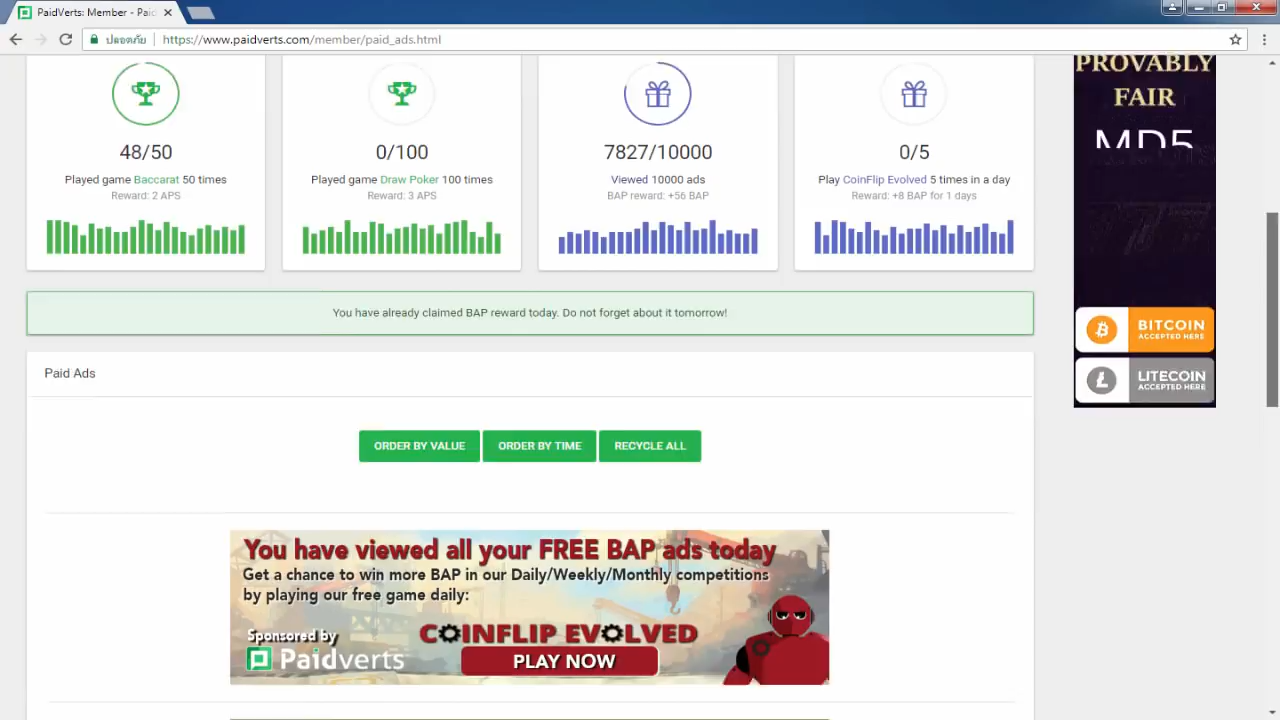 PaidVerts: Member - Paid
ปลอดภัย
https://www.paidverts.com/member/paid_ads.html
48/50
Played game Baccarat 50 times
Reward: 2 APS
0/100
Played game Draw Poker 100 times
Reward: 3 APS
7827/10000
Viewed 10000 ads
BAP reward: +56 BAP
0/5
Play CoinFlip Evolved 5 times in a day
Reward: +8 BAP for 1 days
PROVABLY
FAIR
MD5
BITCOIN
ACCEPTED HERE
LITECOIN
ACCEPTED HERE
You have already claimed BAP reward today. Do not forget about it tomorrow!
Paid Ads
ORDER BY VALUE
ORDER BY TIME
RECYCLE ALL
You have viewed all your FREE BAP ads today
Get a chance to win more BAP in our Daily/Weekly/Monthly competitions
by playing our free game daily:
Sponsored by
Paidverts
COINFLIP EVOLVED
PLAY NOW